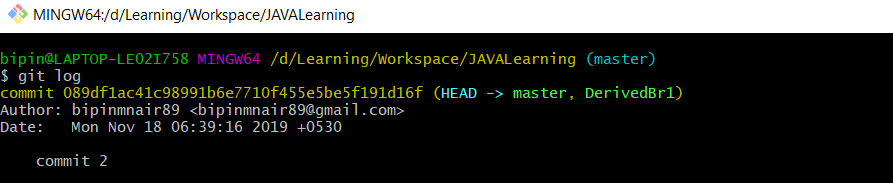 MINGW64:/d/Learning/Workspace/JAVALearning
bipin@LAPTOP-LEO2I758 MINGW64 /d/Learning/Workspace/JAVALearning (master)
$ git log
commit 089df1ac41c98991b6e7710f455e5be5f191d16f (HEAD -> master, DerivedBr1)
Author: bipinmnair89 <bipinmnair89@gmail.com>
Date:   Mon Nov 18 06:39:16 2019 +0530
commit 2